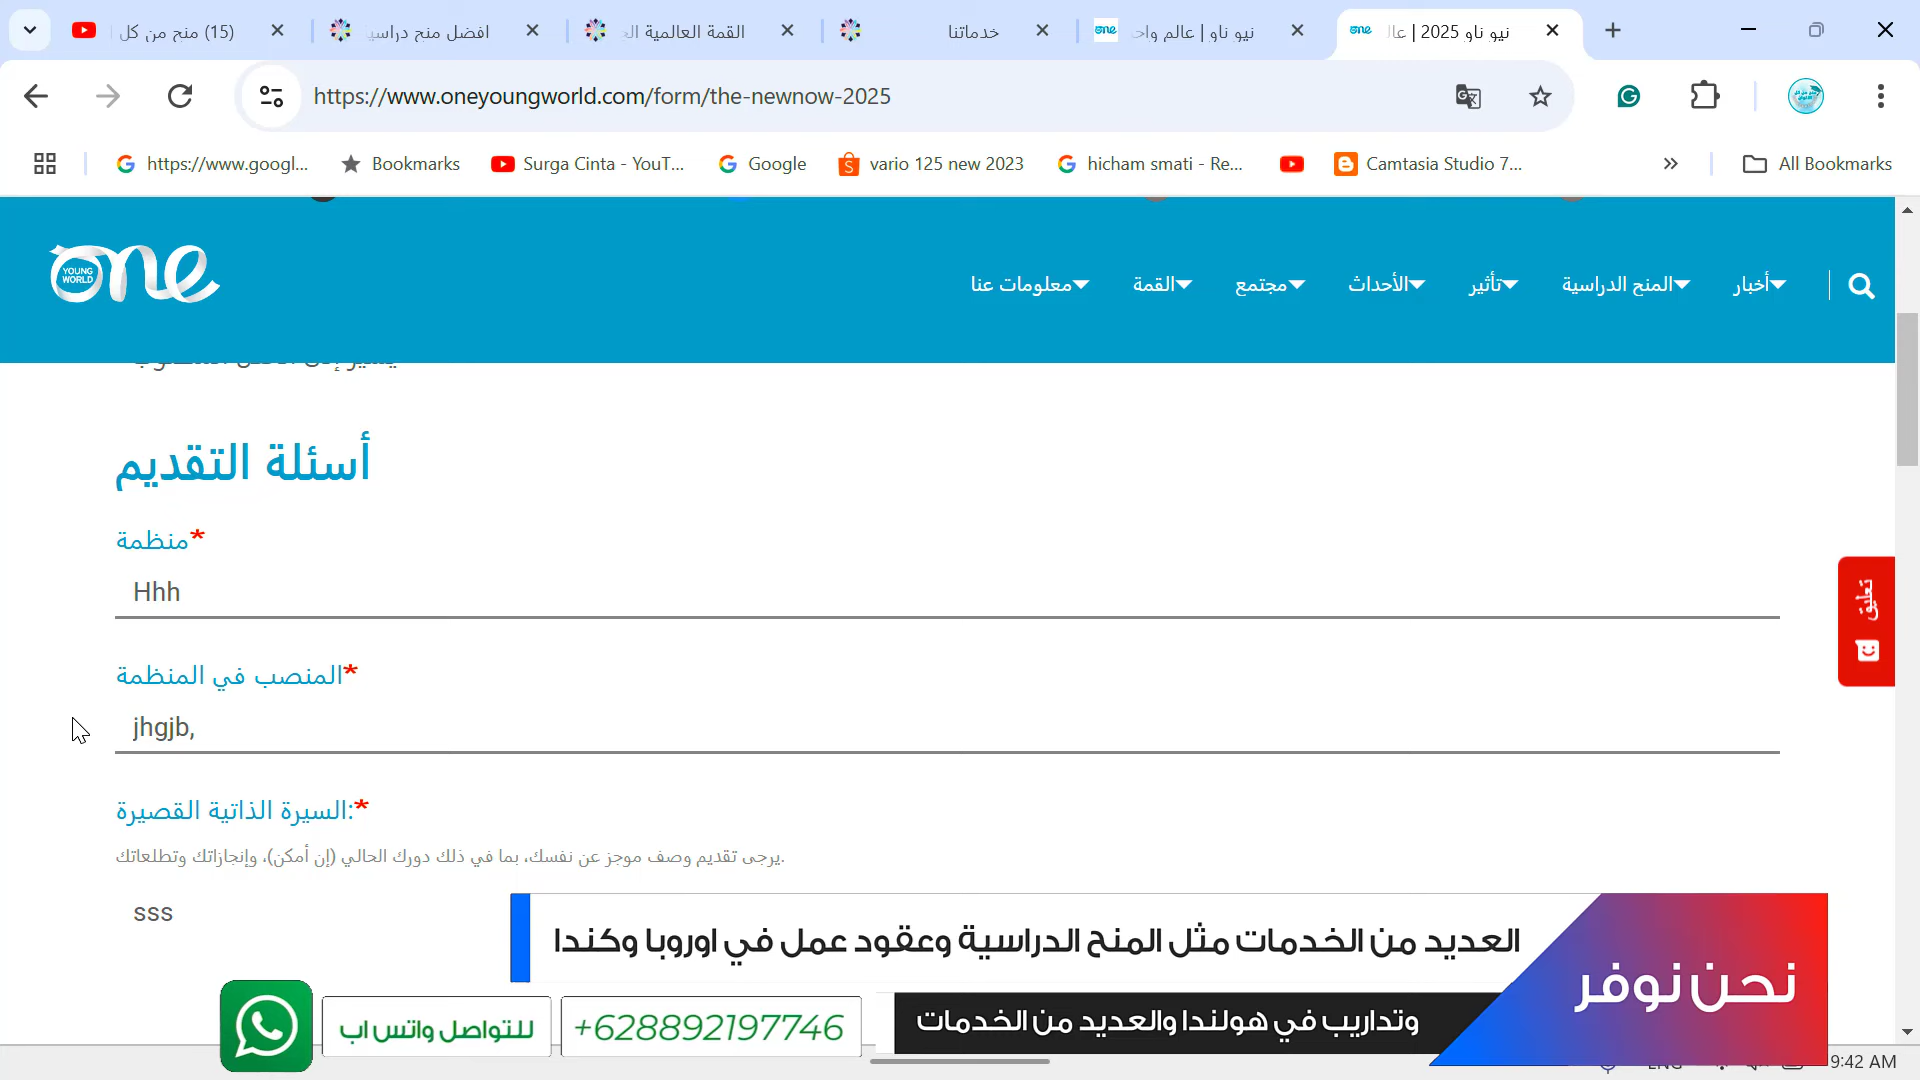 (15) منح من كل
افضل منح دراسي
القمة العالمية
خدماتنا
نيو ناو | عالم واح
نيو ناو 2025 | عا
https://www.oneyoungworld.com/form/the-newnow-2025
https://www.googl...
Bookmarks
Surga Cinta - YouT...
Google
vario 125 new 2023
hicham smati - Re...
Camtasia Studio 7...
All Bookmarks
one
YOUNG WORLD
معلومات عنا
القمة
مجتمع
الأحداث
تأثير
المنح الدراسية
أخبار
أسئلة التقديم
منظمة*
Hhh
المنصب في المنظمة*
jhgjb,
السيرة الذاتية القصيرة:*
يرجى تقديم وصف موجز عن نفسك، بما في ذلك دورك الحالي (إن أمكن)، وإنجازاتك وتطلعاتك.
sss
تعليق
العديد من الخدمات مثل المنح الدراسية وعقود عمل في اوروبا وكندا
نحن نوفر
وتداريب في هولندا والعديد من الخدمات
+628892197746
للتواصل واتس اب
ENG
9:42 AM